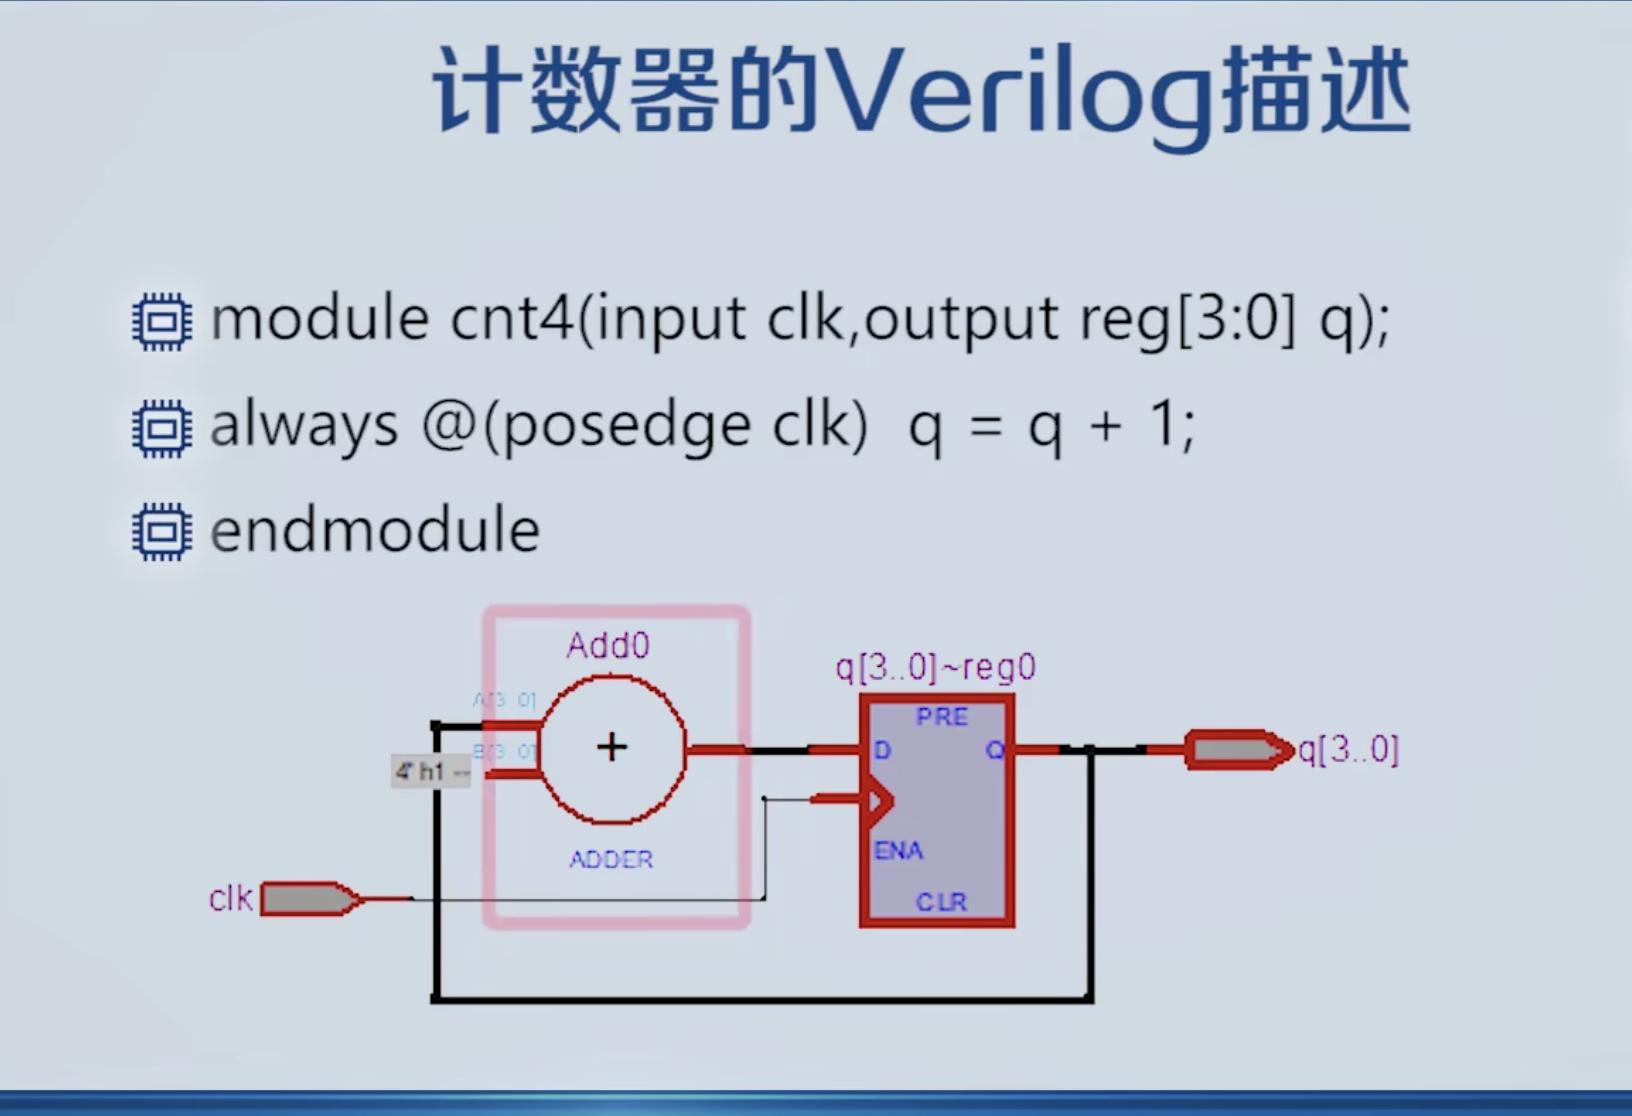 计数器的Verilog描述
module cnt4(input clk,output reg[3:0] q);
always @(posedge clk)  q = q + 1;
endmodule
Add0
q[3..0]~reg0
A[3..0]
PRE
B[3..0]
D
Q
q[3..0]
4' h1 --
ENA
ADDER
clk
CLR